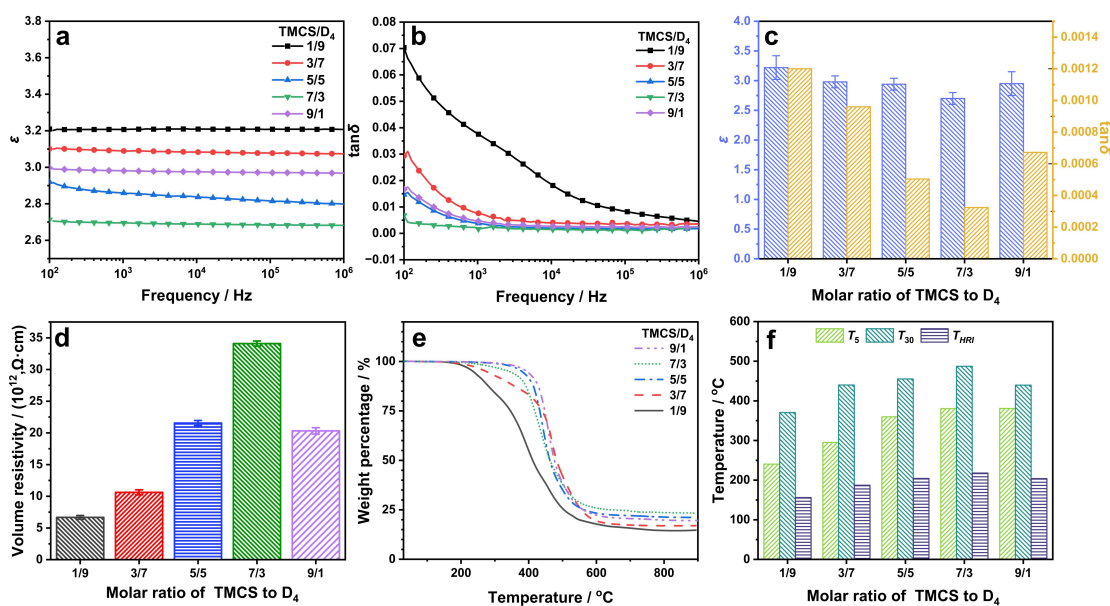 a
TMCS/D4
1/9
3/7
5/5
7/3
9/1
3.8
3.6
3.4
3.2
3.0
2.8
2.6
ε
10² 10³ 10⁴ 10⁵ 10⁶
Frequency / Hz
b
TMCS/D4
1/9
3/7
5/5
7/3
9/1
0.08
0.07
0.06
0.05
0.04
0.03
0.02
0.01
0.00
−0.01
tanδ
10² 10³ 10⁴ 10⁵ 10⁶
Frequency / Hz
c
4.0
3.5
3.0
2.5
2.0
1.5
1.0
0.5
0.0
ε
0.0014
0.0012
0.0010
0.0008
0.0006
0.0004
0.0002
0.0000
tanδ
1/9 3/7 5/5 7/3 9/1
Molar ratio of TMCS to D4
d
35
30
25
20
15
10
5
0
Volume resistivity / (10¹²,Ω·cm)
1/9 3/7 5/5 7/3 9/1
Molar ratio of TMCS to D4
e
TMCS/D4
9/1
7/3
5/5
3/7
1/9
125
100
75
50
25
0
Weight percentage / %
200 400 600 800
Temperature / °C
f
T5 T30 THRI
600
500
400
300
200
100
0
Temperature / °C
1/9 3/7 5/5 7/3 9/1
Molar ratio of TMCS to D4